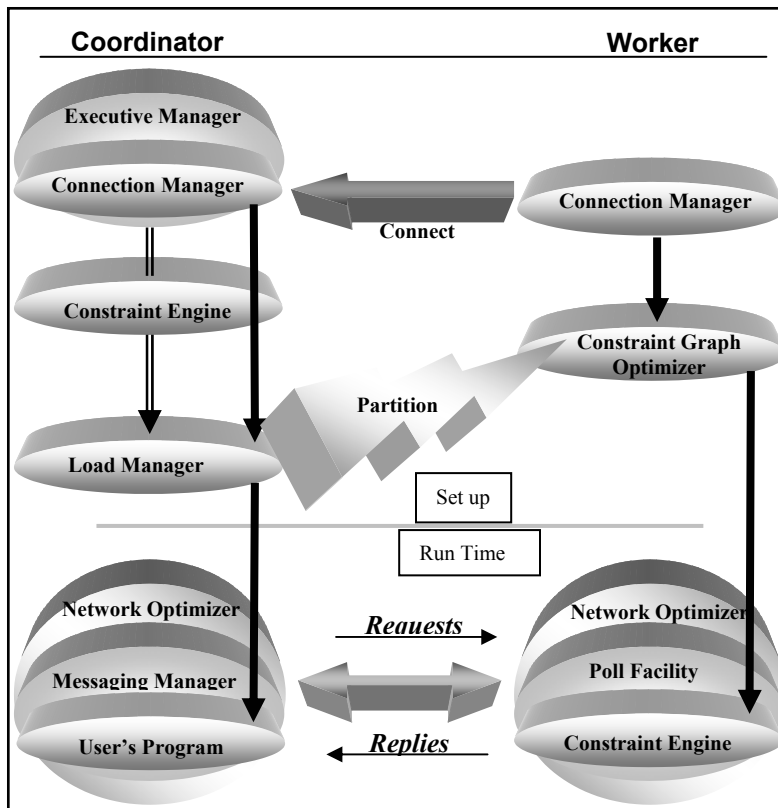 Coordinator
Worker
Executive Manager
Connection Manager
Connection Manager
Connect
Constraint Engine
Constraint Graph
Optimizer
Partition
Load Manager
Set up
Run Time
Network Optimizer
Messaging Manager
User's Program
Requests
Replies
Network Optimizer
Poll Facility
Constraint Engine